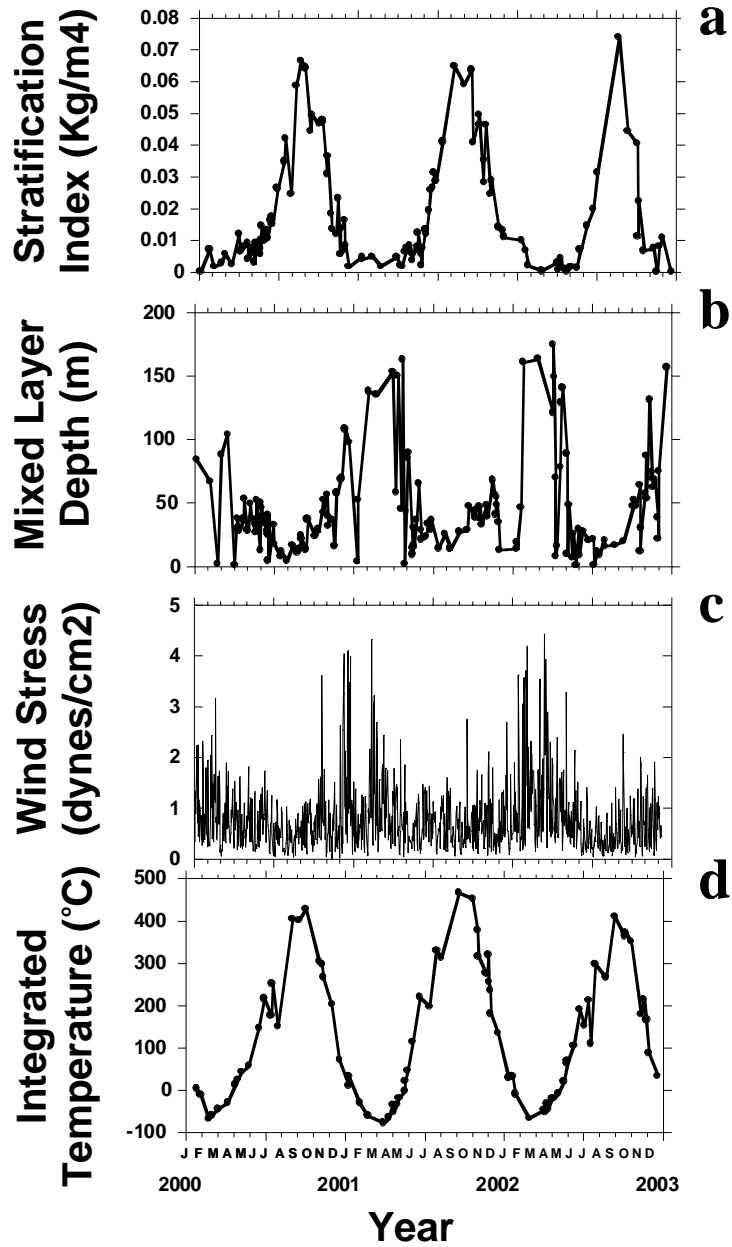 a
Stratification
Index (Kg/m4)
0.08
0.07
0.06
0.05
0.04
0.03
0.02
0.01
0
b
Mixed Layer
Depth (m)
200
150
100
50
0
c
Wind Stress
(dynes/cm2)
5
4
3
2
1
0
d
Integrated
Temperature (°C)
500
400
300
200
100
0
-100
J F M A M J J A S O N D J F M A M J J A S O N D J F M A M J J A S O N D
2000 2001 2002 2003
Year